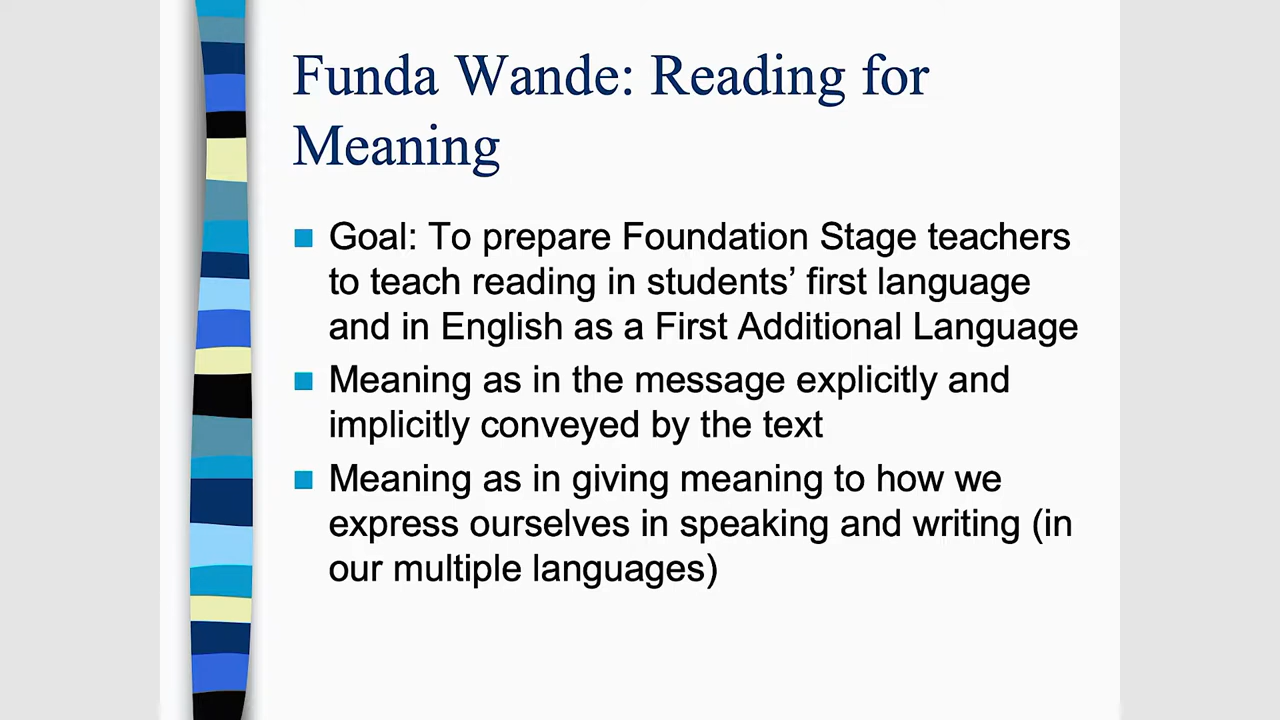 Funda Wande: Reading for
Meaning
Goal: To prepare Foundation Stage teachers
to teach reading in students’ first language
and in English as a First Additional Language
Meaning as in the message explicitly and
implicitly conveyed by the text
Meaning as in giving meaning to how we
express ourselves in speaking and writing (in
our multiple languages)